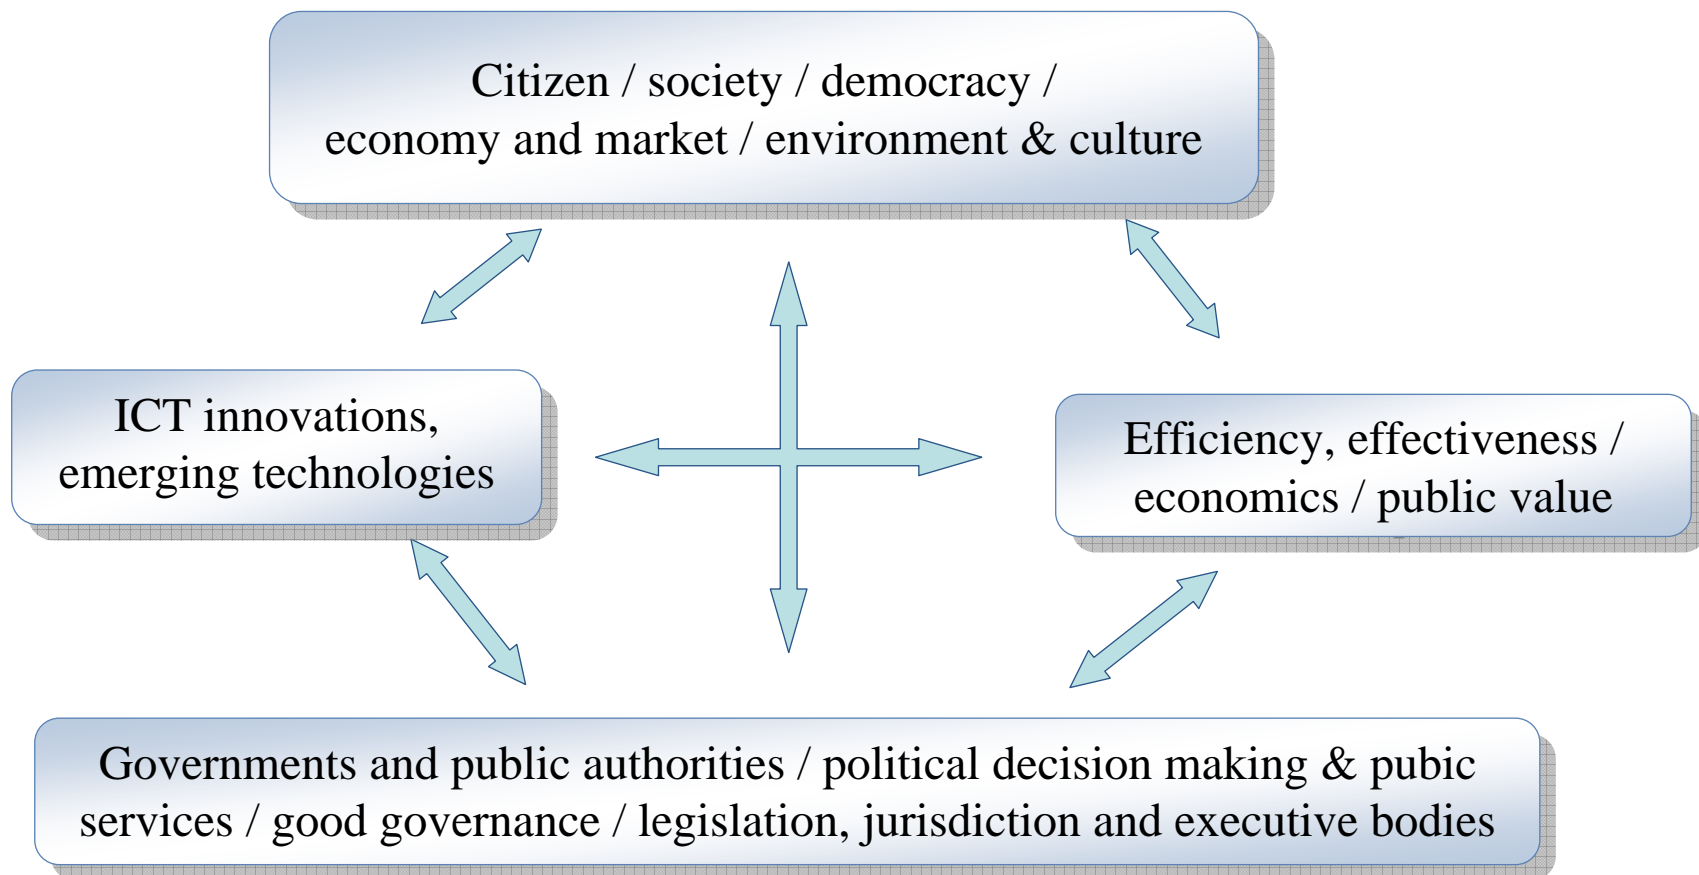 Citizen / society / democracy /
economy and market / environment & culture
ICT innovations,
emerging technologies
Efficiency, effectiveness /
economics / public value
Governments and public authorities / political decision making & pubic
services / good governance / legislation, jurisdiction and executive bodies